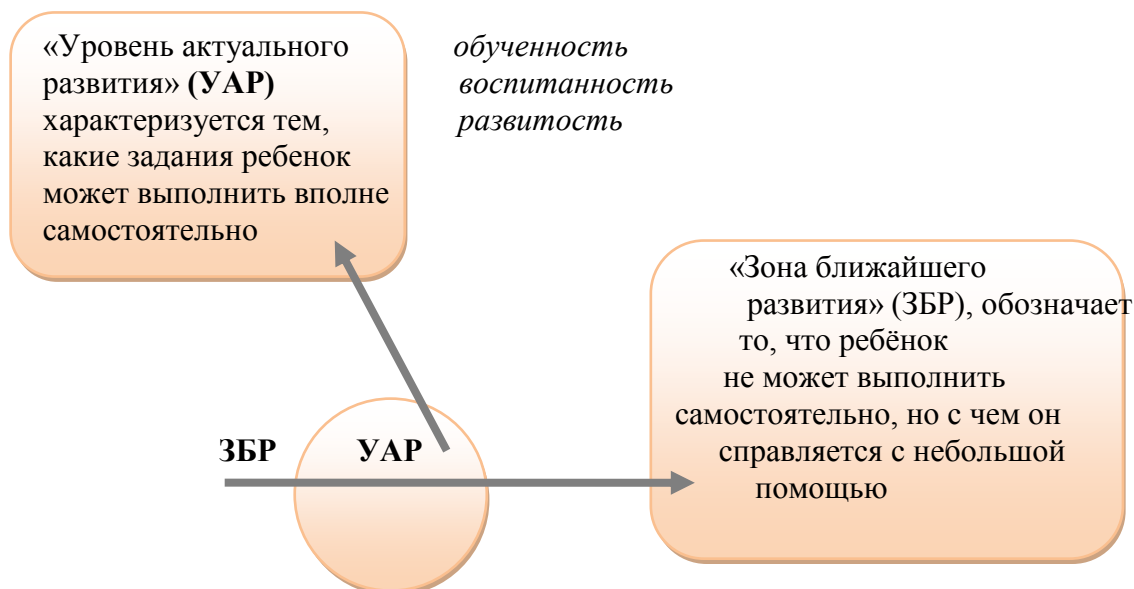 «Уровень актуального
развития» (УАР)
характеризуется тем,
какие задания ребенок
может выполнить вполне
самостоятельно
обученность
воспитанность
развитость
«Зона ближайшего
развития» (ЗБР), обозначает
то, что ребёнок
не может выполнить
самостоятельно, но с чем он
справляется с небольшой
помощью
ЗБР УАР